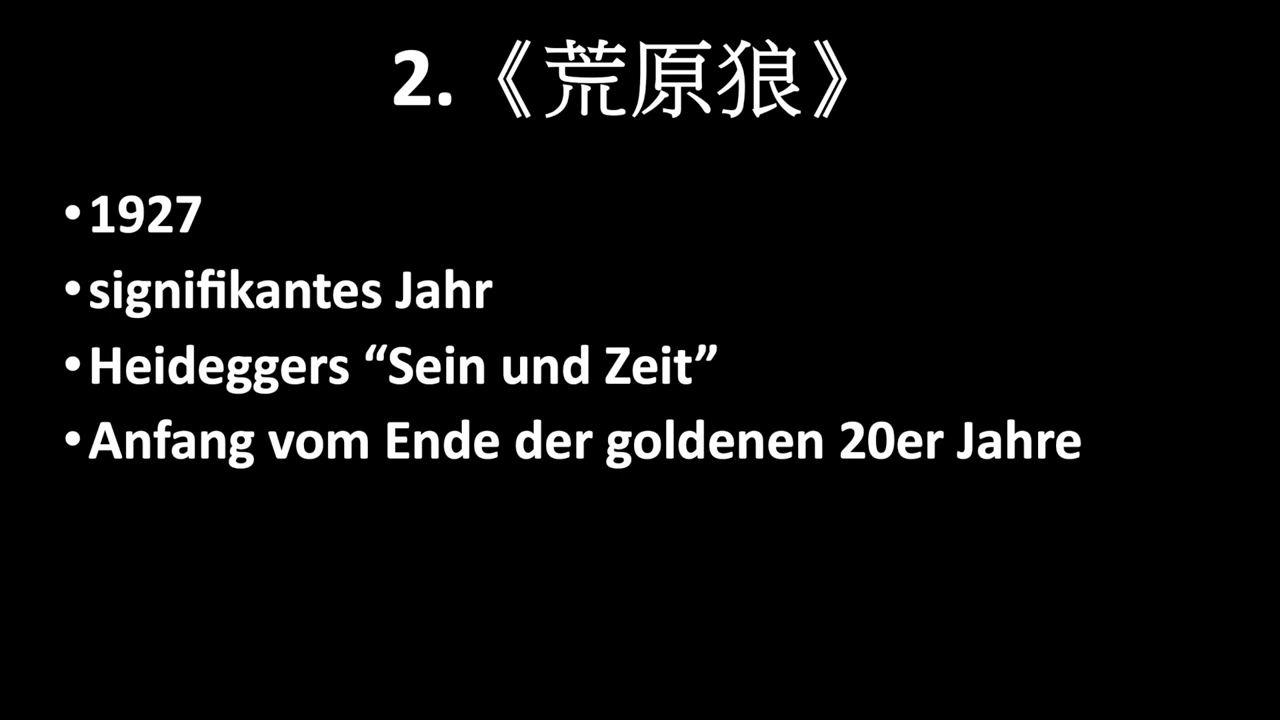 2.《荒原狼》
•1927
•signifikantes Jahr
•Heideggers “Sein und Zeit”
•Anfang vom Ende der goldenen 20er Jahre